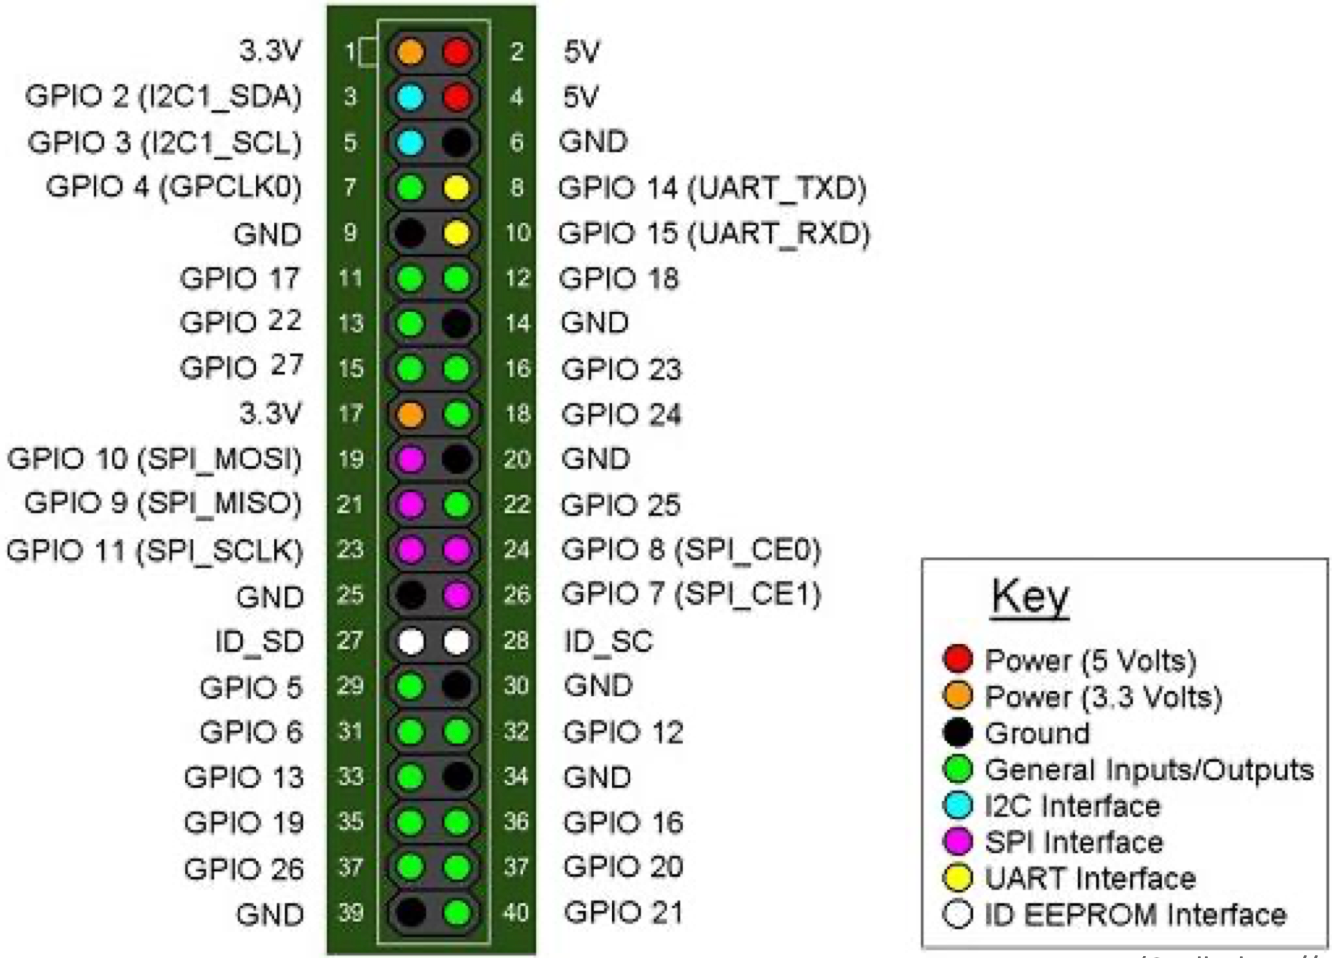 3.3V 1 2 5V
GPIO 2 (I2C1_SDA) 3 4 5V
GPIO 3 (I2C1_SCL) 5 6 GND
GPIO 4 (GPCLK0) 7 8 GPIO 14 (UART_TXD)
GND 9 10 GPIO 15 (UART_RXD)
GPIO 17 11 12 GPIO 18
GPIO 22 13 14 GND
GPIO 27 15 16 GPIO 23
3.3V 17 18 GPIO 24
GPIO 10 (SPI_MOSI) 19 20 GND
GPIO 9 (SPI_MISO) 21 22 GPIO 25
GPIO 11 (SPI_SCLK) 23 24 GPIO 8 (SPI_CE0)
GND 25 26 GPIO 7 (SPI_CE1)
ID_SD 27 28 ID_SC
GPIO 5 29 30 GND
GPIO 6 31 32 GPIO 12
GPIO 13 33 34 GND
GPIO 19 35 36 GPIO 16
GPIO 26 37 37 GPIO 20
GND 39 40 GPIO 21
Key
Power (5 Volts)
Power (3.3 Volts)
Ground
General Inputs/Outputs
I2C Interface
SPI Interface
UART Interface
ID EEPROM Interface